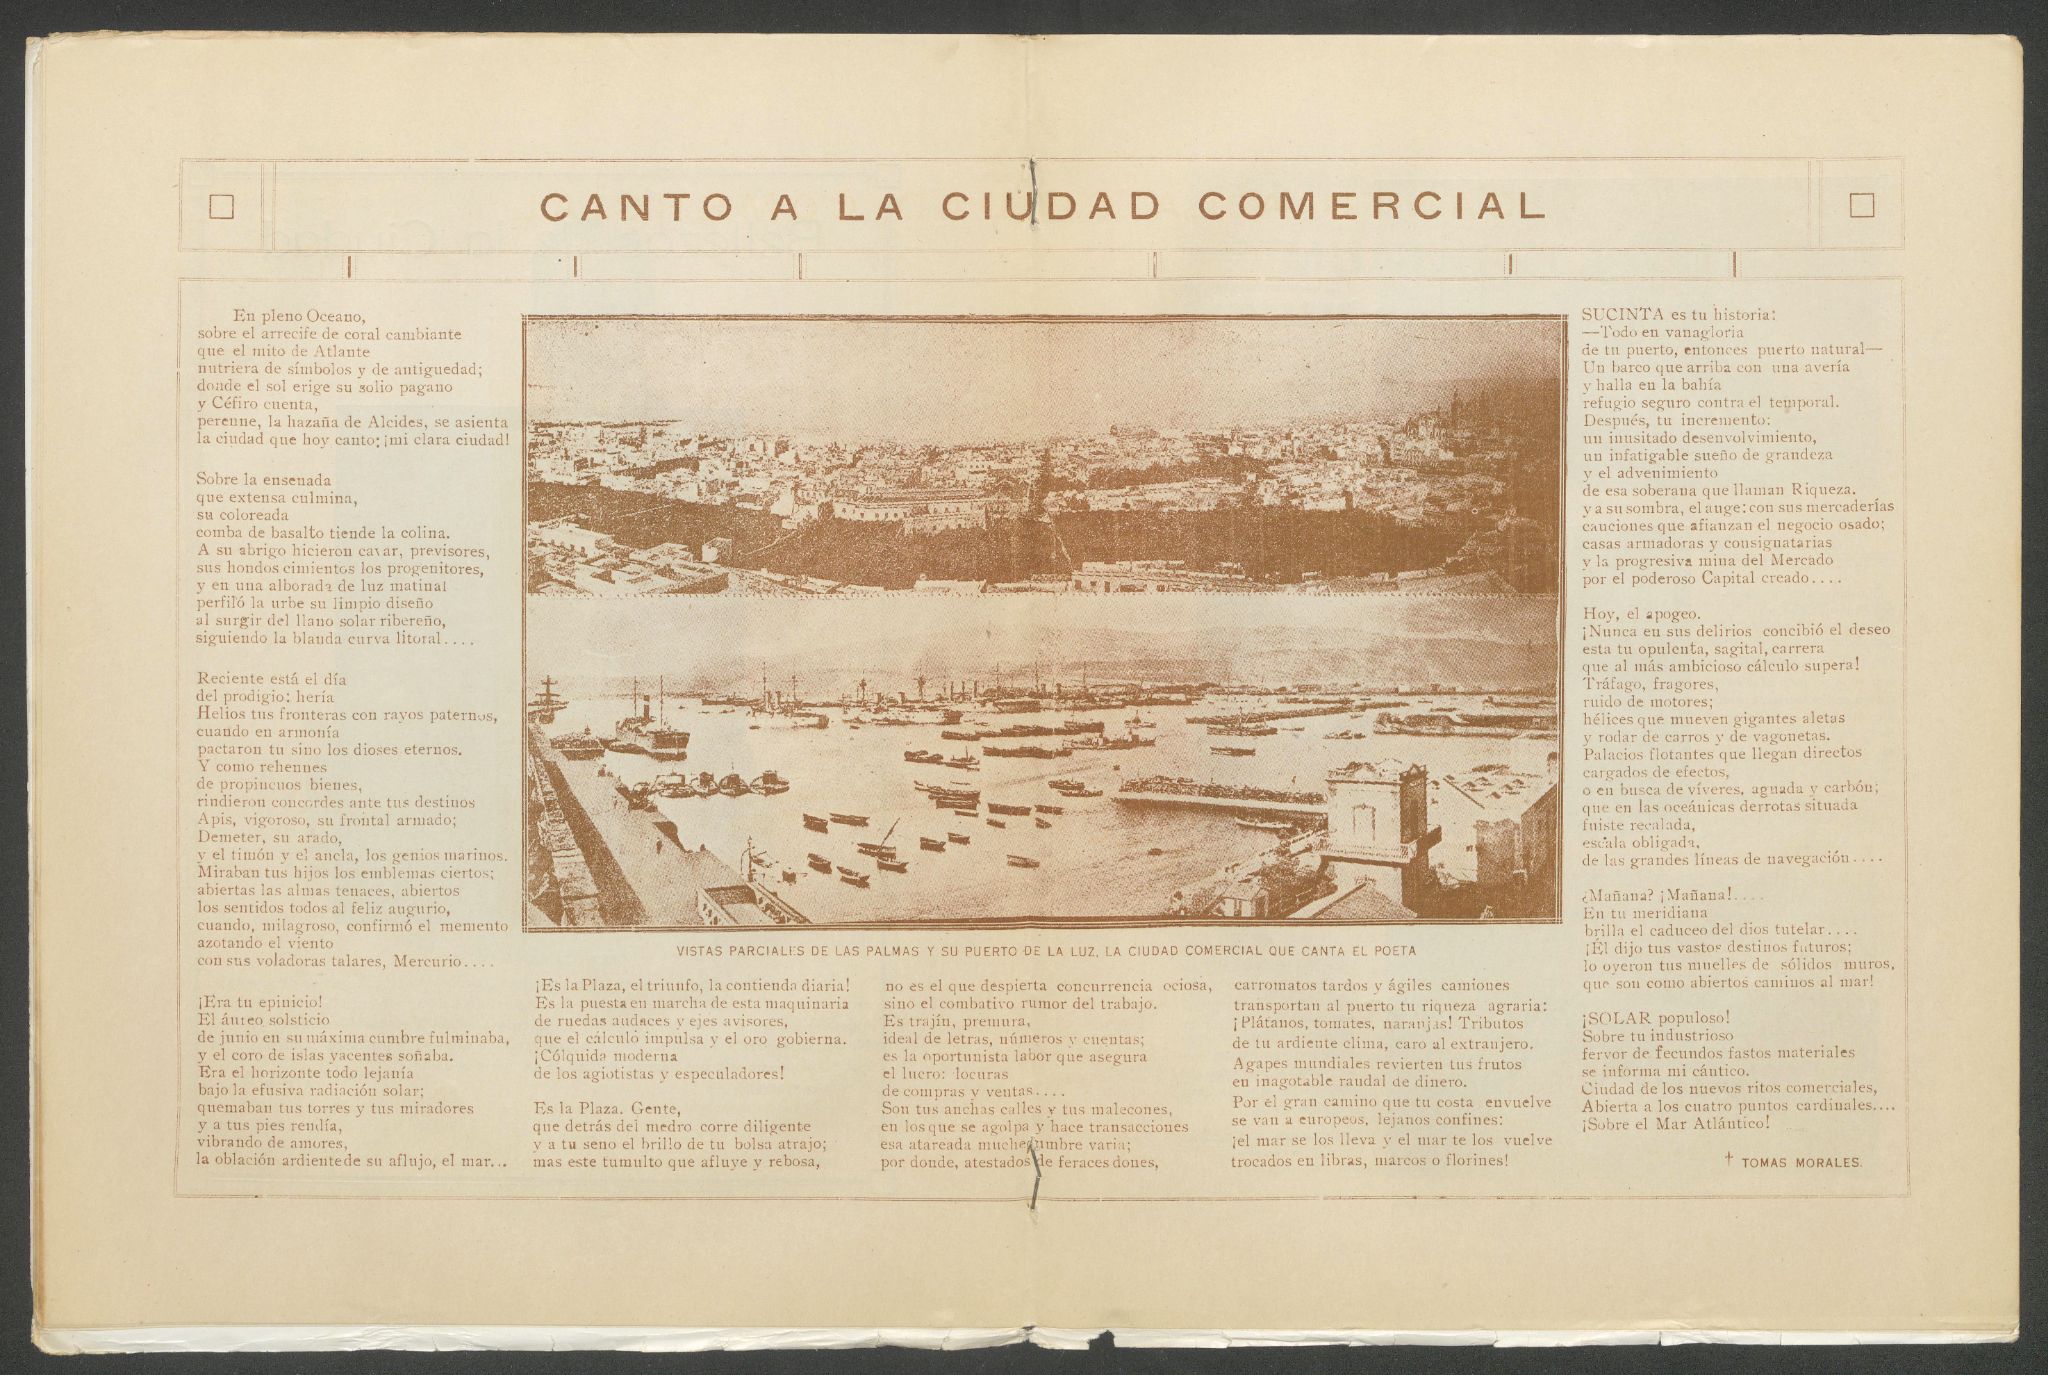 CANTO A LA CIUDAD COMERCIAL
En pleno Oceano,
sobre el arrecife de coral cambiante
que el mito de Atlante
nutriera de símbolos y de antiguedad;
donde el sol erige su solio pagano
y Céfiro cuenta,
perenne, la hazaña de Alcides, se asienta
la ciudad que hoy canto: ¡mi clara ciudad!
Sobre la ensenada
que extensa culmina,
su coloreada
comba de basalto tiende la colina.
A su abrigo hicieron cavar, previsores,
sus hondos cimientos los progenitores,
y en una alborada de luz matinal
perfiló la urbe su limpio diseño
al surgir del llano solar ribereño,
siguiendo la blanda curva litoral....
Reciente está el día
del prodigio: hería
Helios tus fronteras con rayos paternos,
cuando en armonía
pactaron tu sino los dioses eternos.
Y como rehennes
de propincuos bienes,
rindieron concordes ante tus destinos
Apis, vigoroso, su frontal armado;
Demeter, su arado,
y el timón y el ancla, los genios marinos.
Miraban tus hijos los emblemas ciertos;
abiertas las almas tenaces, abiertos
los sentidos todos al feliz augurio,
cuando, milagroso, confirmó el memento
azotando el viento
con sus voladoras talares, Mercurio....
¡Era tu epinicio!
El áureo solsticio
de junio en su máxima cumbre fulminaba,
y el coro de islas yacentes soñaba.
Era el horizonte todo lejanía
bajo la efusiva radiación solar;
quemaban tus torres y tus miradores
y a tus pies rendía,
vibrando de amores,
la oblación ardiente de su aflujo, el mar...
VISTAS PARCIALES DE LAS PALMAS Y SU PUERTO DE LA LUZ, LA CIUDAD COMERCIAL QUE CANTA EL POETA
¡Es la Plaza, el triunfo, la contienda diaria!
Es la puesta en marcha de esta maquinaria
de ruedas audaces y ejes avisores,
que el cálculo impulsa y el oro gobierna.
¡Cólquida moderna
de los agiotistas y especuladores!
Es la Plaza. Gente,
que detrás del medro corre diligente
y a tu seno el brillo de tu bolsa atrajo;
mas este tumulto que afluye y rebosa,
no es el que despierta concurrencia ociosa,
sino el combativo rumor del trabajo.
Es trajín, premura,
ideal de letras, números y cuentas;
es la oportunista labor que asegura
el lucro: locuras
de compras y ventas....
Son tus anchas calles y tus malecones,
en los que se agolpa y hace transacciones
esa atareada muchedumbre varia;
por donde, atestados de feraces dones,
carromatos tardos y ágiles camiones
transportan al puerto tu riqueza agraria:
¡Plátanos, tomates, naranjas! Tributos
de tu ardiente clima, caro al extranjero.
Agapes mundiales revierten tus frutos
en inagotable raudal de dinero.
Por el gran camino que tu costa envuelve
se van a europeos, lejanos confines:
¡el mar se los lleva y el mar te los vuelve
trocados en libras, marcos o florines!
SUCINTA es tu historia:
—Todo en vanagloria
de tu puerto, entonces puerto natural—
Un barco que arriba con una avería
y halla en la bahía
refugio seguro contra el temporal.
Después, tu incremento:
un inusitado desenvolvimiento,
un infatigable sueño de grandeza
y el advenimiento
de esa soberana que llaman Riqueza.
y a su sombra, el auge: con sus mercaderías
cauciones que afianzan el negocio osado;
casas armadoras y consignatarias
y la progresiva mina del Mercado
por el poderoso Capital creado....
Hoy, el apogeo.
¡Nunca en sus delirios concibió el deseo
esta tu opulenta, sagital, carrera
que al más ambicioso cálculo supera!
Tráfago, fragores,
ruido de motores;
hélices que mueven gigantes aletas
y rodar de carros y de vagonetas.
Palacios flotantes que llegan directos
cargados de efectos,
o en busca de víveres, aguada y carbón;
que en las oceánicas derrotas situada
fuiste recalada,
escala obligada,
de las grandes líneas de navegación....
¿Mañana? ¡Mañana!....
En tu meridiana
brilla el caduceo del dios tutelar....
¡El dijo tus vastos destinos futuros;
lo oyeron tus muelles de sólidos muros,
que son como abiertos caminos al mar!
¡SOLAR populoso!
Sobre tu industrioso
fervor de fecundos fastos materiales
se informa mi cántico.
Ciudad de los nuevos ritos comerciales,
Abierta a los cuatro puntos cardinales....
¡Sobre el Mar Atlántico!
† TOMAS MORALES.